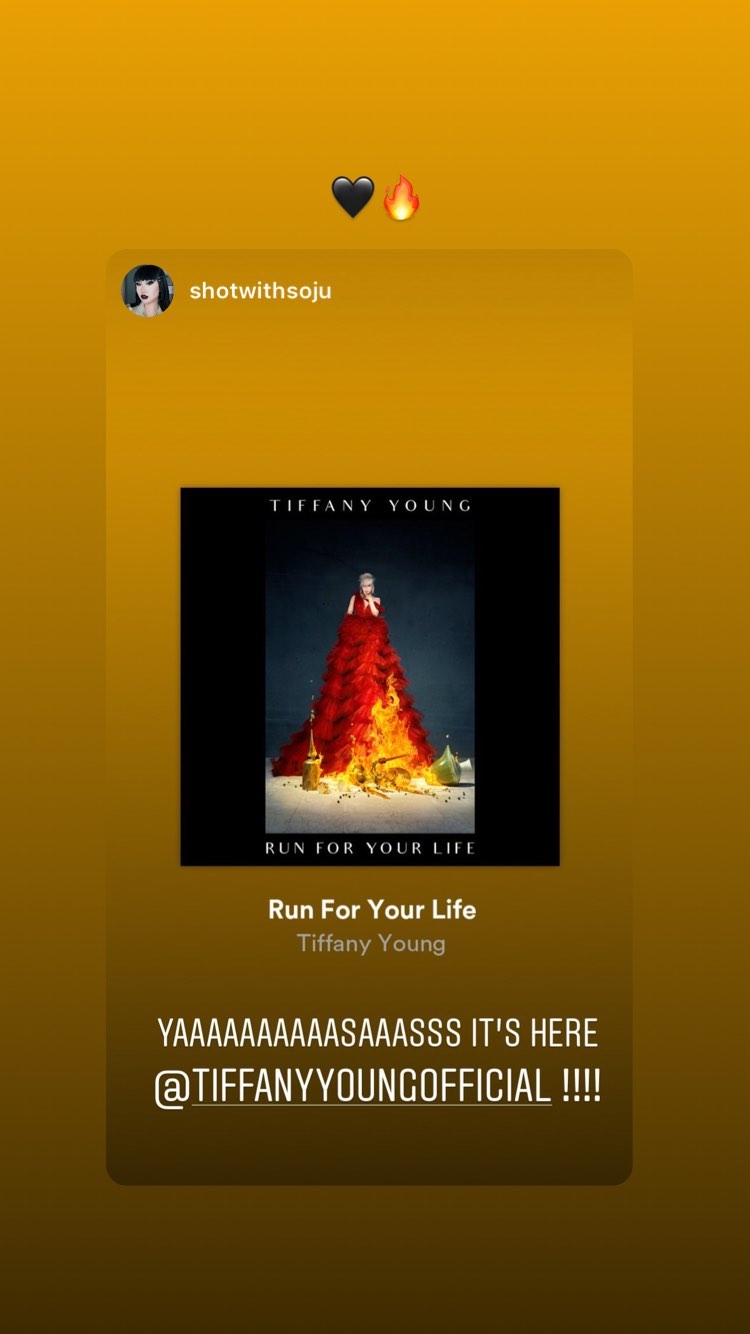 🖤🔥
shotwithsoju
TIFFANY YOUNG
RUN FOR YOUR LIFE
Run For Your Life
Tiffany Young
YAAAAAAAAAASAAASSS IT'S HERE
@TIFFANYYOUNGOFFICIAL !!!!